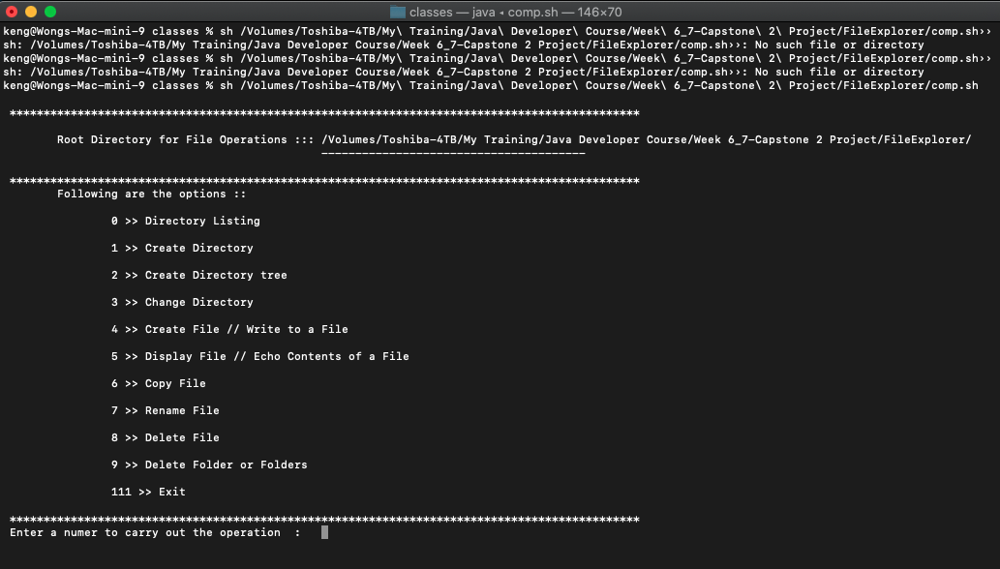 classes — java ◂ comp.sh — 146×70
keng@Wongs-Mac-mini-9 classes % sh /Volumes/Toshiba-4TB/My\ Training/Java\ Developer\ Course/Week\ 6_7-Capstone\ 2\ Project/FileExplorer/comp.sh››
sh: /Volumes/Toshiba-4TB/My Training/Java Developer Course/Week 6_7-Capstone 2 Project/FileExplorer/comp.sh››: No such file or directory
keng@Wongs-Mac-mini-9 classes % sh /Volumes/Toshiba-4TB/My\ Training/Java\ Developer\ Course/Week\ 6_7-Capstone\ 2\ Project/FileExplorer/comp.sh››
sh: /Volumes/Toshiba-4TB/My Training/Java Developer Course/Week 6_7-Capstone 2 Project/FileExplorer/comp.sh››: No such file or directory
keng@Wongs-Mac-mini-9 classes % sh /Volumes/Toshiba-4TB/My\ Training/Java\ Developer\ Course/Week\ 6_7-Capstone\ 2\ Project/FileExplorer/comp.sh
*********************************************************************************************
Root Directory for File Operations ::: /Volumes/Toshiba-4TB/My Training/Java Developer Course/Week 6_7-Capstone 2 Project/FileExplorer/
_______________________________________
*********************************************************************************************
Following are the options ::
0 >> Directory Listing
1 >> Create Directory
2 >> Create Directory tree
3 >> Change Directory
4 >> Create File // Write to a File
5 >> Display File // Echo Contents of a File
6 >> Copy File
7 >> Rename File
8 >> Delete File
9 >> Delete Folder or Folders
111 >> Exit
*********************************************************************************************
Enter a numer to carry out the operation  :